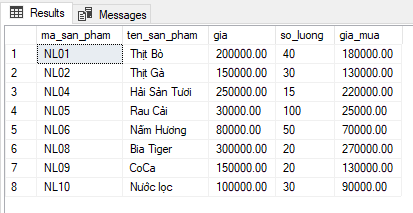 Results Messages
ma_san_pham ten_san_pham gia so_luong gia_mua
1 NL01 Thịt Bò 200000.00 40 180000.00
2 NL02 Thịt Gà 150000.00 30 130000.00
3 NL04 Hải Sản Tươi 250000.00 15 220000.00
4 NL05 Rau Cải 30000.00 100 25000.00
5 NL06 Nấm Hương 80000.00 50 70000.00
6 NL08 Bia Tiger 300000.00 20 270000.00
7 NL09 CoCa 150000.00 20 130000.00
8 NL10 Nước lọc 100000.00 30 90000.00